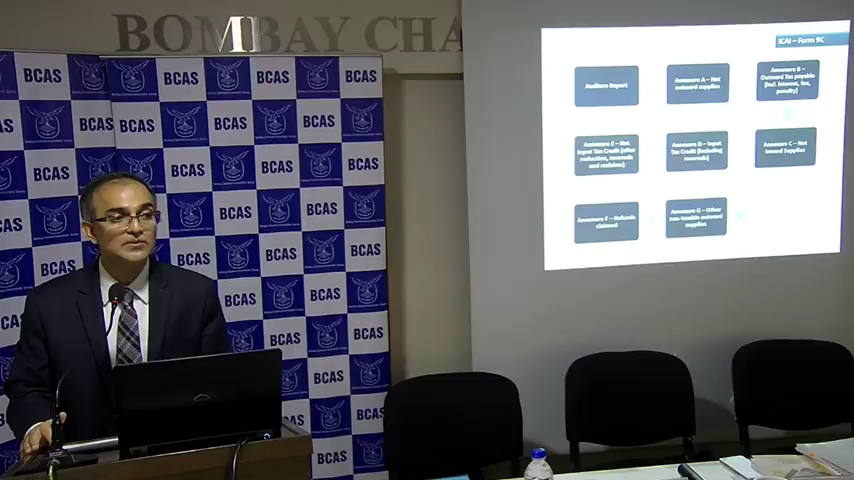 BOMBAY CHA
BCAS
ICAI – Form 9C
Auditors Report
Annexure A – Net
outward supplies
Annexure B –
Outward Tax payable
(incl. interest, fee,
penalty)
Annexure E – Net
Input Tax Credit (after
reduction, reversals
and reclaim)
Annexure D – Input
Tax Credit (including
reversals)
Annexure C – Net
Inward Supplies
Annexure F – Refunds
claimed
Annexure G – Other
non-taxable outward
supplies